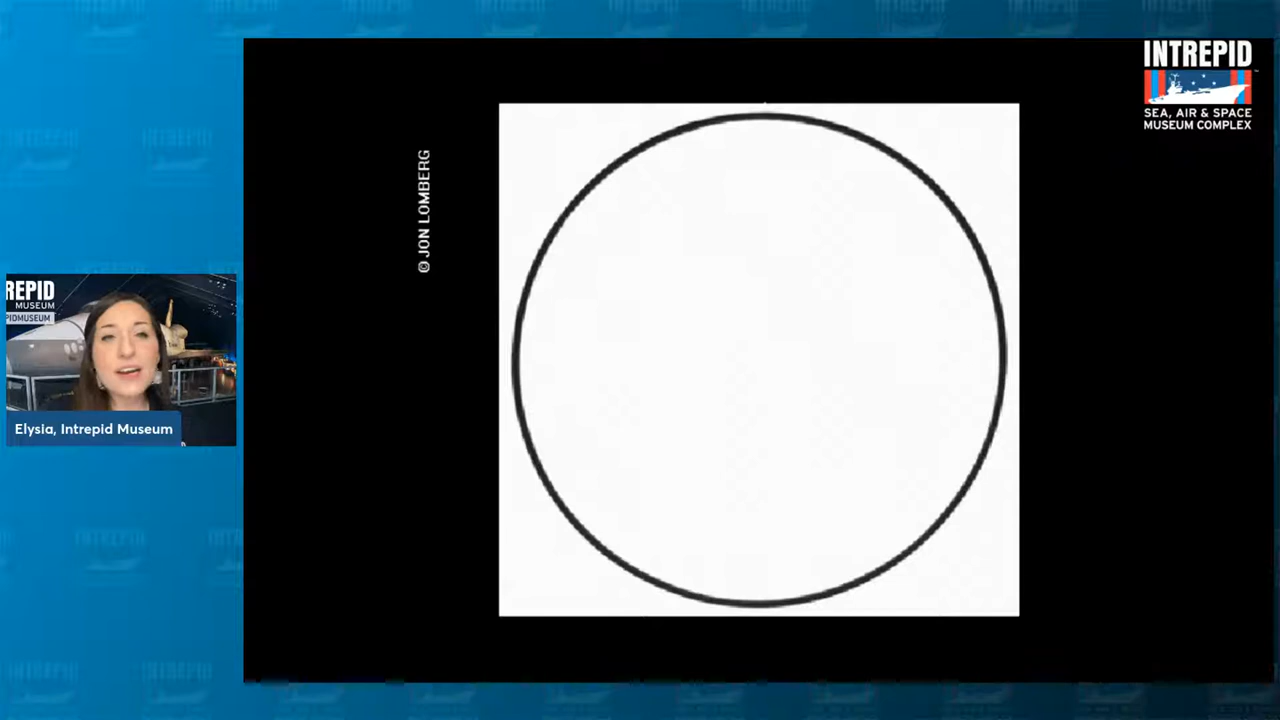 INTREPID
SEA, AIR & SPACE
MUSEUM COMPLEX
© JON LOMBERG
REPID
MUSEUM
PIDMUSEUM
Elysia, Intrepid Museum